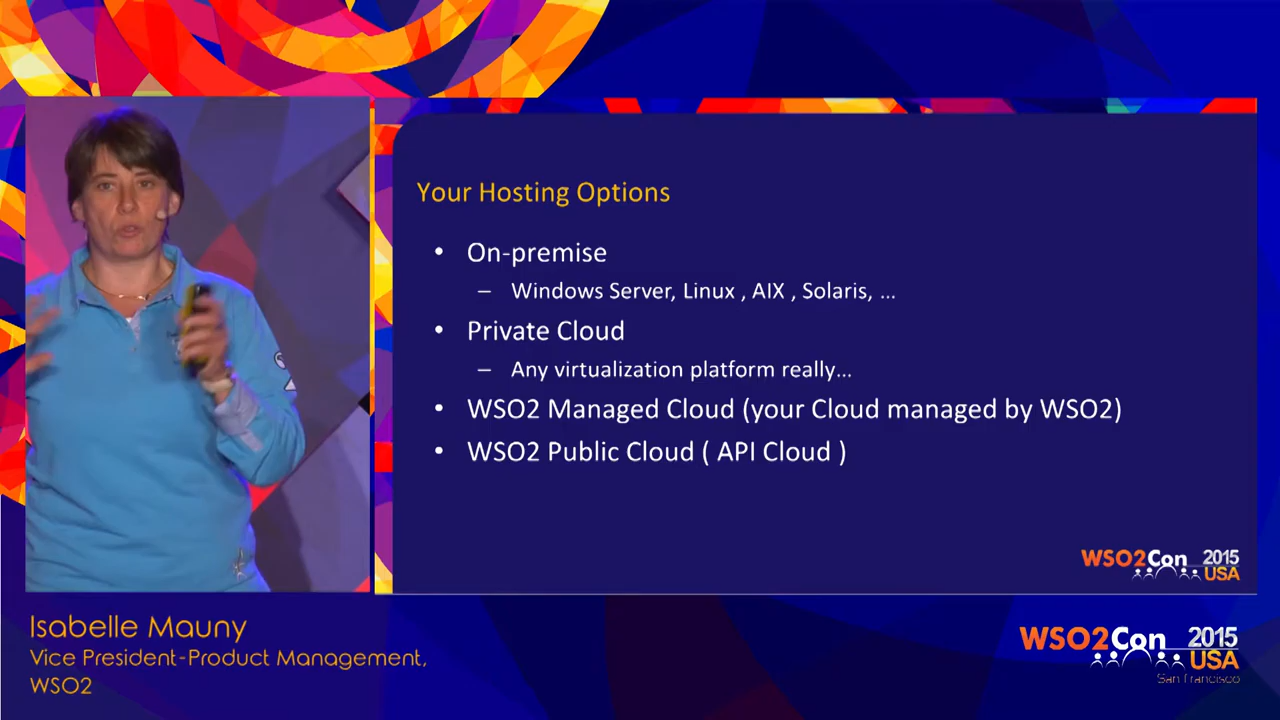 Your Hosting Options
• On-premise
– Windows Server, Linux , AIX , Solaris, ...
• Private Cloud
– Any virtualization platform really...
• WSO2 Managed Cloud (your Cloud managed by WSO2)
• WSO2 Public Cloud ( API Cloud )
WSO2Con 2015
USA
Isabelle Mauny
Vice President-Product Management,
WSO2
WSO2Con 2015
USA
San Francisco